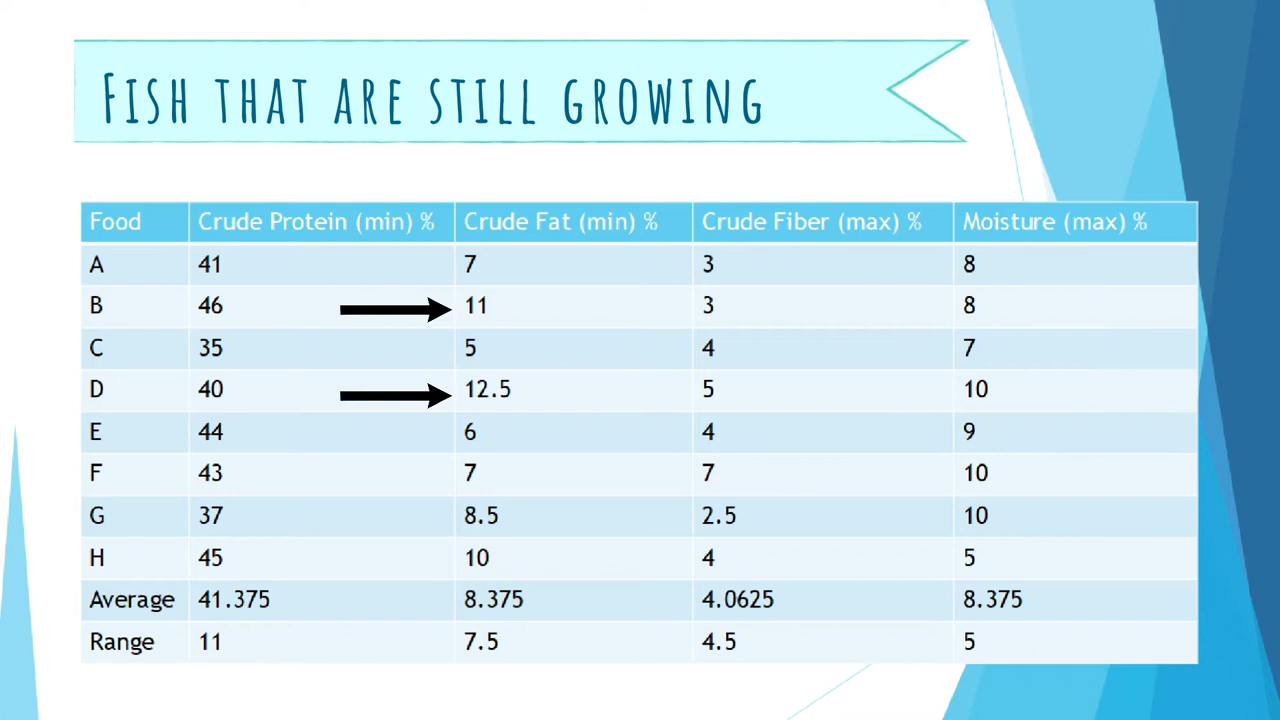 Fish that are still growing
Food Crude Protein (min) % Crude Fat (min) % Crude Fiber (max) % Moisture (max) %
A 41 7 3 8
B 46 11 3 8
C 35 5 4 7
D 40 12.5 5 10
E 44 6 4 9
F 43 7 7 10
G 37 8.5 2.5 10
H 45 10 4 5
Average 41.375 8.375 4.0625 8.375
Range 11 7.5 4.5 5